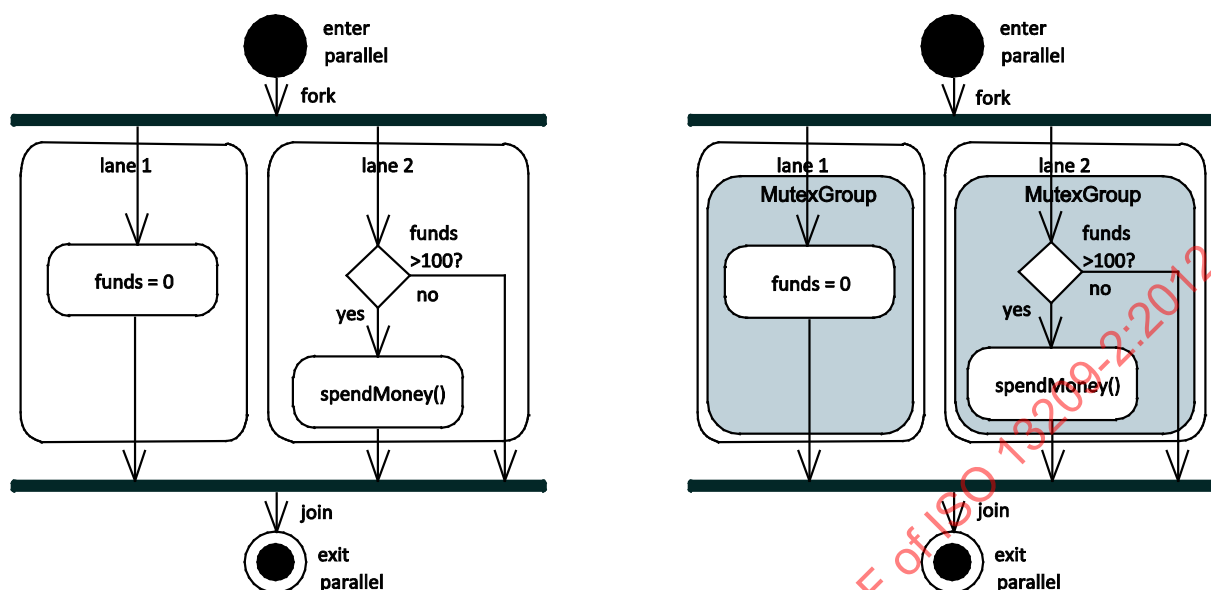 enter
parallel
fork
lane 1
lane 2
funds
>100?
no
yes
funds = 0
spendMoney()
join
exit
parallel
enter
parallel
fork
lane 1
MutexGroup
lane 2
MutexGroup
funds
>100?
no
yes
funds = 0
spendMoney()
join
exit
parallel
of ISO 13209-2:2012